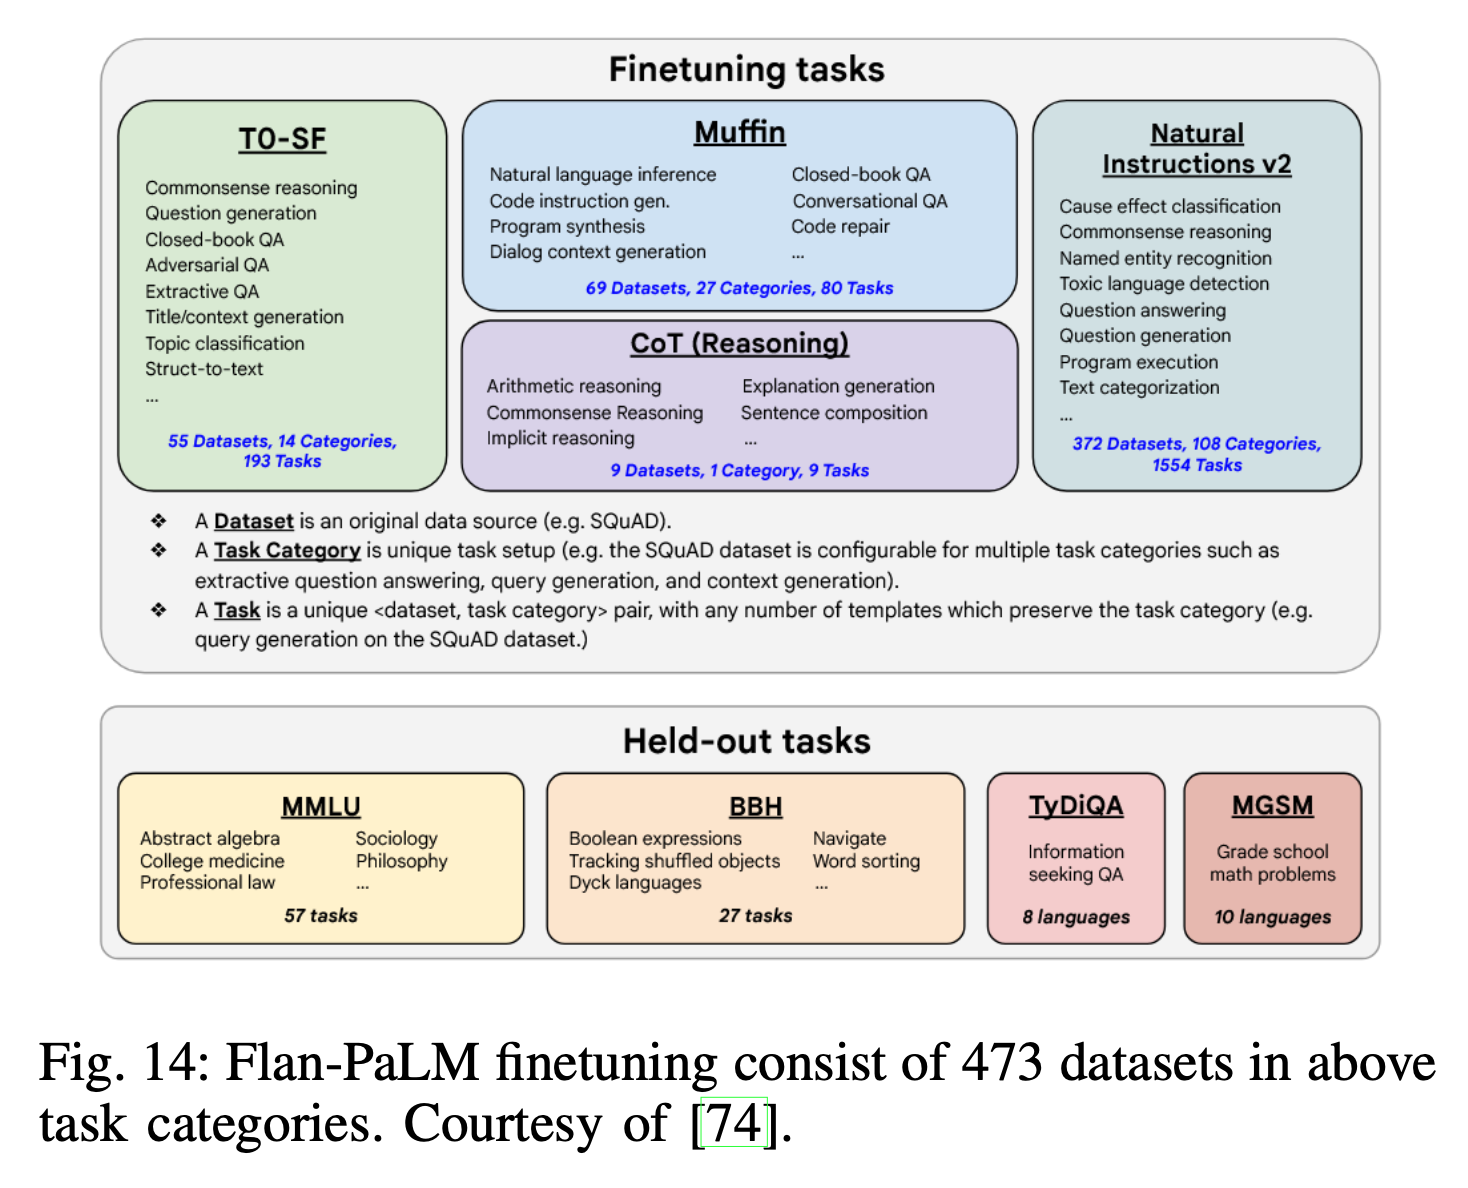 Finetuning tasks
T0-SF
Commonsense reasoning
Question generation
Closed-book QA
Adversarial QA
Extractive QA
Title/context generation
Topic classification
Struct-to-text
...
55 Datasets, 14 Categories,
193 Tasks
Muffin
Natural language inference
Code instruction gen.
Program synthesis
Dialog context generation
Closed-book QA
Conversational QA
Code repair
...
69 Datasets, 27 Categories, 80 Tasks
CoT (Reasoning)
Arithmetic reasoning
Commonsense Reasoning
Implicit reasoning
Explanation generation
Sentence composition
...
9 Datasets, 1 Category, 9 Tasks
Natural
Instructions v2
Cause effect classification
Commonsense reasoning
Named entity recognition
Toxic language detection
Question answering
Question generation
Program execution
Text categorization
...
372 Datasets, 108 Categories,
1554 Tasks
❖ A Dataset is an original data source (e.g. SQuAD).
❖ A Task Category is unique task setup (e.g. the SQuAD dataset is configurable for multiple task categories such as
extractive question answering, query generation, and context generation).
❖ A Task is a unique <dataset, task category> pair, with any number of templates which preserve the task category (e.g.
query generation on the SQuAD dataset.)
Held-out tasks
MMLU
Abstract algebra
College medicine
Professional law
Sociology
Philosophy
...
57 tasks
BBH
Boolean expressions
Tracking shuffled objects
Dyck languages
Navigate
Word sorting
...
27 tasks
TyDiQA
Information
seeking QA
8 languages
MGSM
Grade school
math problems
10 languages
Fig. 14: Flan-PaLM finetuning consist of 473 datasets in above
task categories. Courtesy of [74].